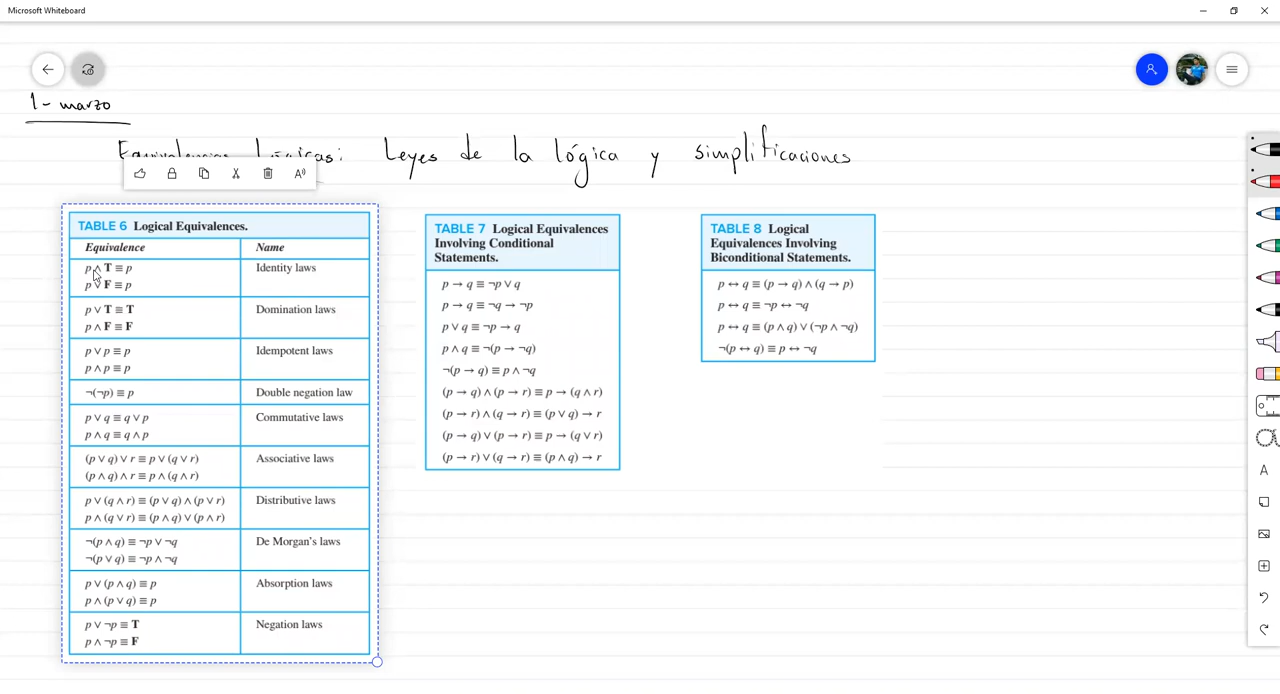 Microsoft Whiteboard
1 - marzo
Equivalencias Lógicas: Leyes de la lógica y simplificaciones
TABLE 6 Logical Equivalences.
Equivalence Name
p ∧ T ≡ p Identity laws
p ∨ F ≡ p
p ∨ T ≡ T Domination laws
p ∧ F ≡ F
p ∨ p ≡ p Idempotent laws
p ∧ p ≡ p
¬(¬p) ≡ p Double negation law
p ∨ q ≡ q ∨ p Commutative laws
p ∧ q ≡ q ∧ p
(p ∨ q) ∨ r ≡ p ∨ (q ∨ r) Associative laws
(p ∧ q) ∧ r ≡ p ∧ (q ∧ r)
p ∨ (q ∧ r) ≡ (p ∨ q) ∧ (p ∨ r) Distributive laws
p ∧ (q ∨ r) ≡ (p ∧ q) ∨ (p ∧ r)
¬(p ∧ q) ≡ ¬p ∨ ¬q De Morgan's laws
¬(p ∨ q) ≡ ¬p ∧ ¬q
p ∨ (p ∧ q) ≡ p Absorption laws
p ∧ (p ∨ q) ≡ p
p ∨ ¬p ≡ T Negation laws
p ∧ ¬p ≡ F
TABLE 7 Logical Equivalences
Involving Conditional
Statements.
p → q ≡ ¬p ∨ q
p → q ≡ ¬q → ¬p
p ∨ q ≡ ¬p → q
p ∧ q ≡ ¬(p → ¬q)
¬(p → q) ≡ p ∧ ¬q
(p → q) ∧ (p → r) ≡ p → (q ∧ r)
(p → r) ∧ (q → r) ≡ (p ∨ q) → r
(p → q) ∨ (p → r) ≡ p → (q ∨ r)
(p → r) ∨ (q → r) ≡ (p ∧ q) → r
TABLE 8 Logical
Equivalences Involving
Biconditional Statements.
p ↔ q ≡ (p → q) ∧ (q → p)
p ↔ q ≡ ¬p ↔ ¬q
p ↔ q ≡ (p ∧ q) ∨ (¬p ∧ ¬q)
¬(p ↔ q) ≡ p ↔ ¬q